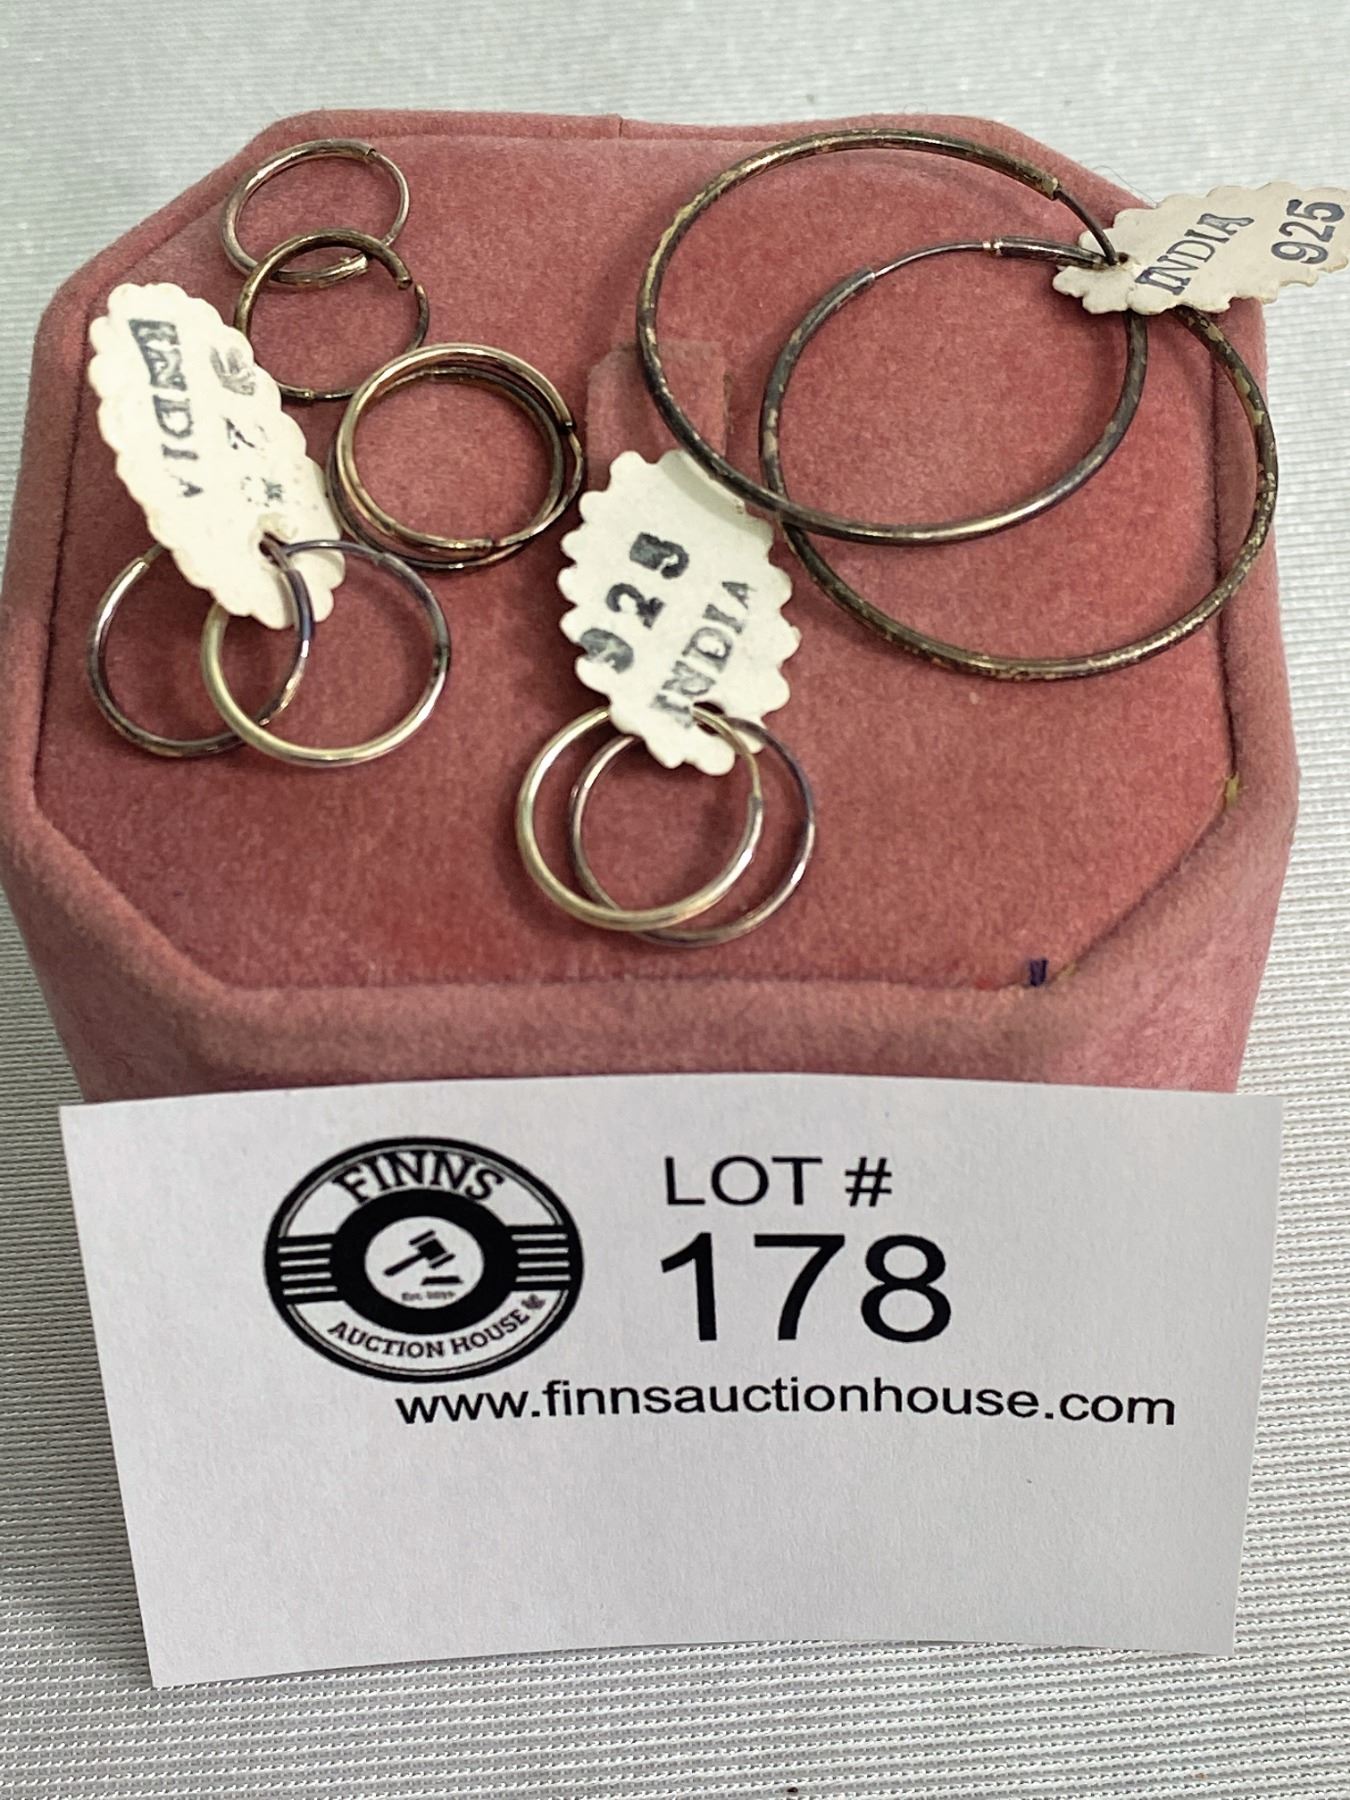 INDIA
925
INDIA
925
INDIA
FINNS
AUCTION HOUSE
LOT #
178
www.finnsauctionhouse.com